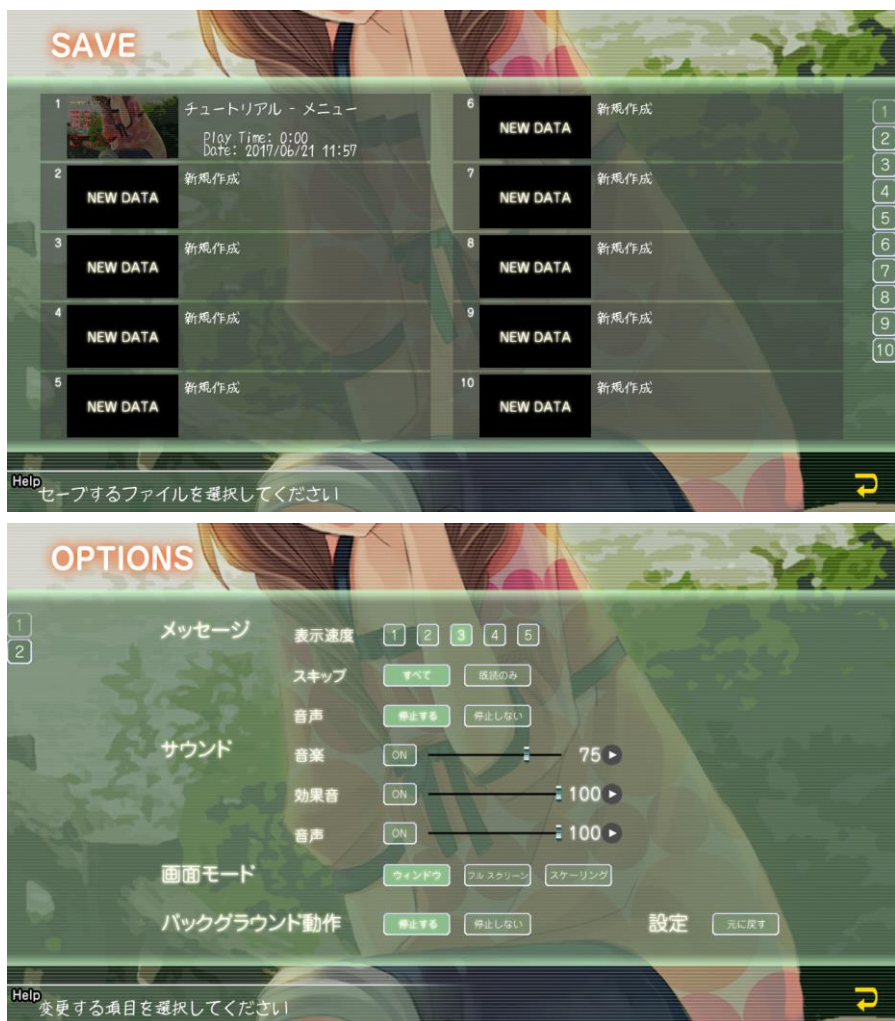 SAVE
1
チュートリアル - メニュー
Play Time: 0:00
Date: 2017/06/21 11:57
2
NEW DATA
新規作成
3
NEW DATA
新規作成
4
NEW DATA
新規作成
5
NEW DATA
新規作成
6
NEW DATA
新規作成
7
NEW DATA
新規作成
8
NEW DATA
新規作成
9
NEW DATA
新規作成
10
NEW DATA
新規作成
1
2
3
4
5
6
7
8
9
10
Help
セーブするファイルを選択してください
OPTIONS
1
2
メッセージ
表示速度 1 2 3 4 5
スキップ すべて 既読のみ
音声 停止する 停止しない
サウンド
音楽 ON 75
効果音 ON 100
音声 ON 100
画面モード ウィンドウ フルスクリーン スケーリング
バックグラウンド動作 停止する 停止しない 設定 元に戻す
Help
変更する項目を選択してください